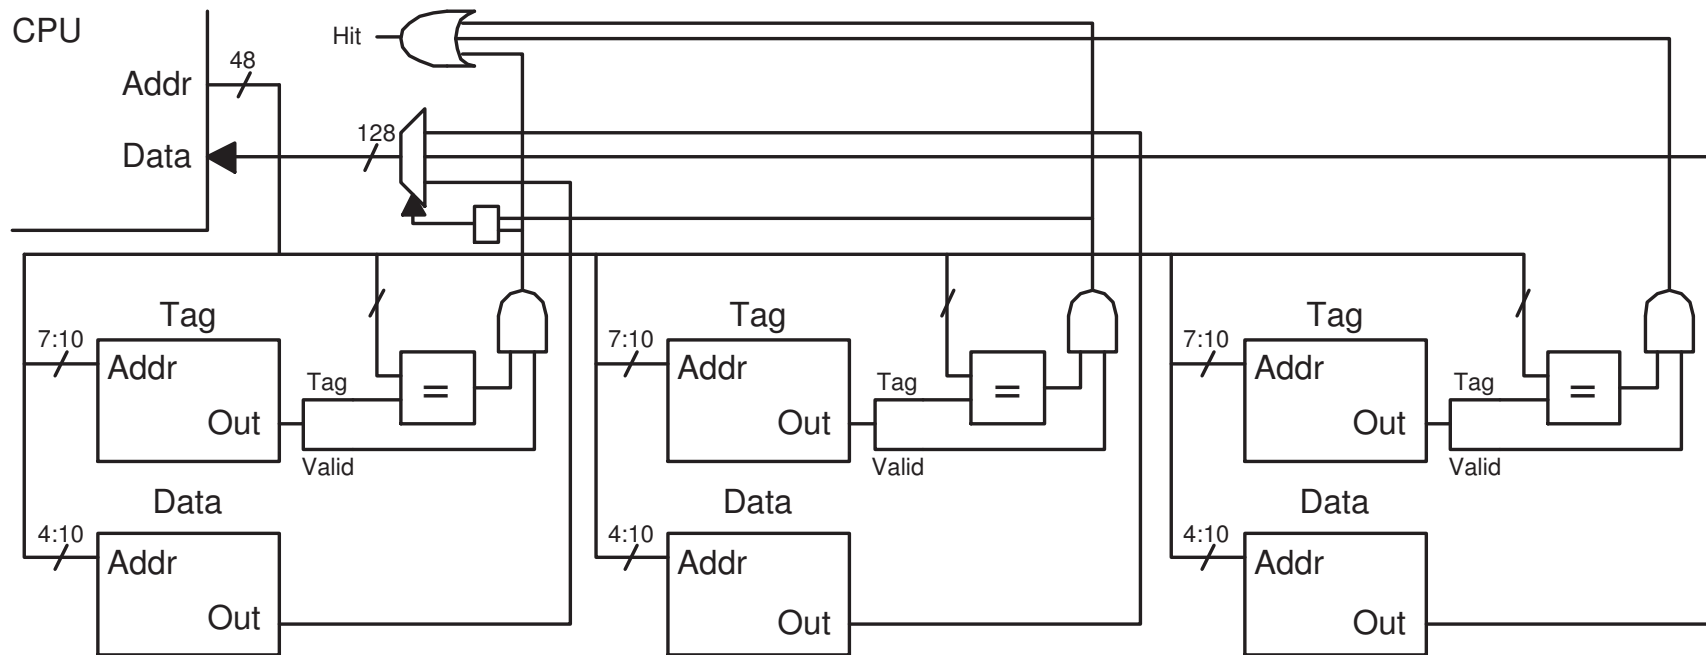 CPU
Hit
48
Addr
128
Data
Tag
7:10
Addr
Tag
=
Out
Valid
Data
4:10
Addr
Out
Tag
7:10
Addr
Tag
=
Out
Valid
Data
4:10
Addr
Out
Tag
7:10
Addr
Tag
=
Out
Valid
Data
4:10
Addr
Out